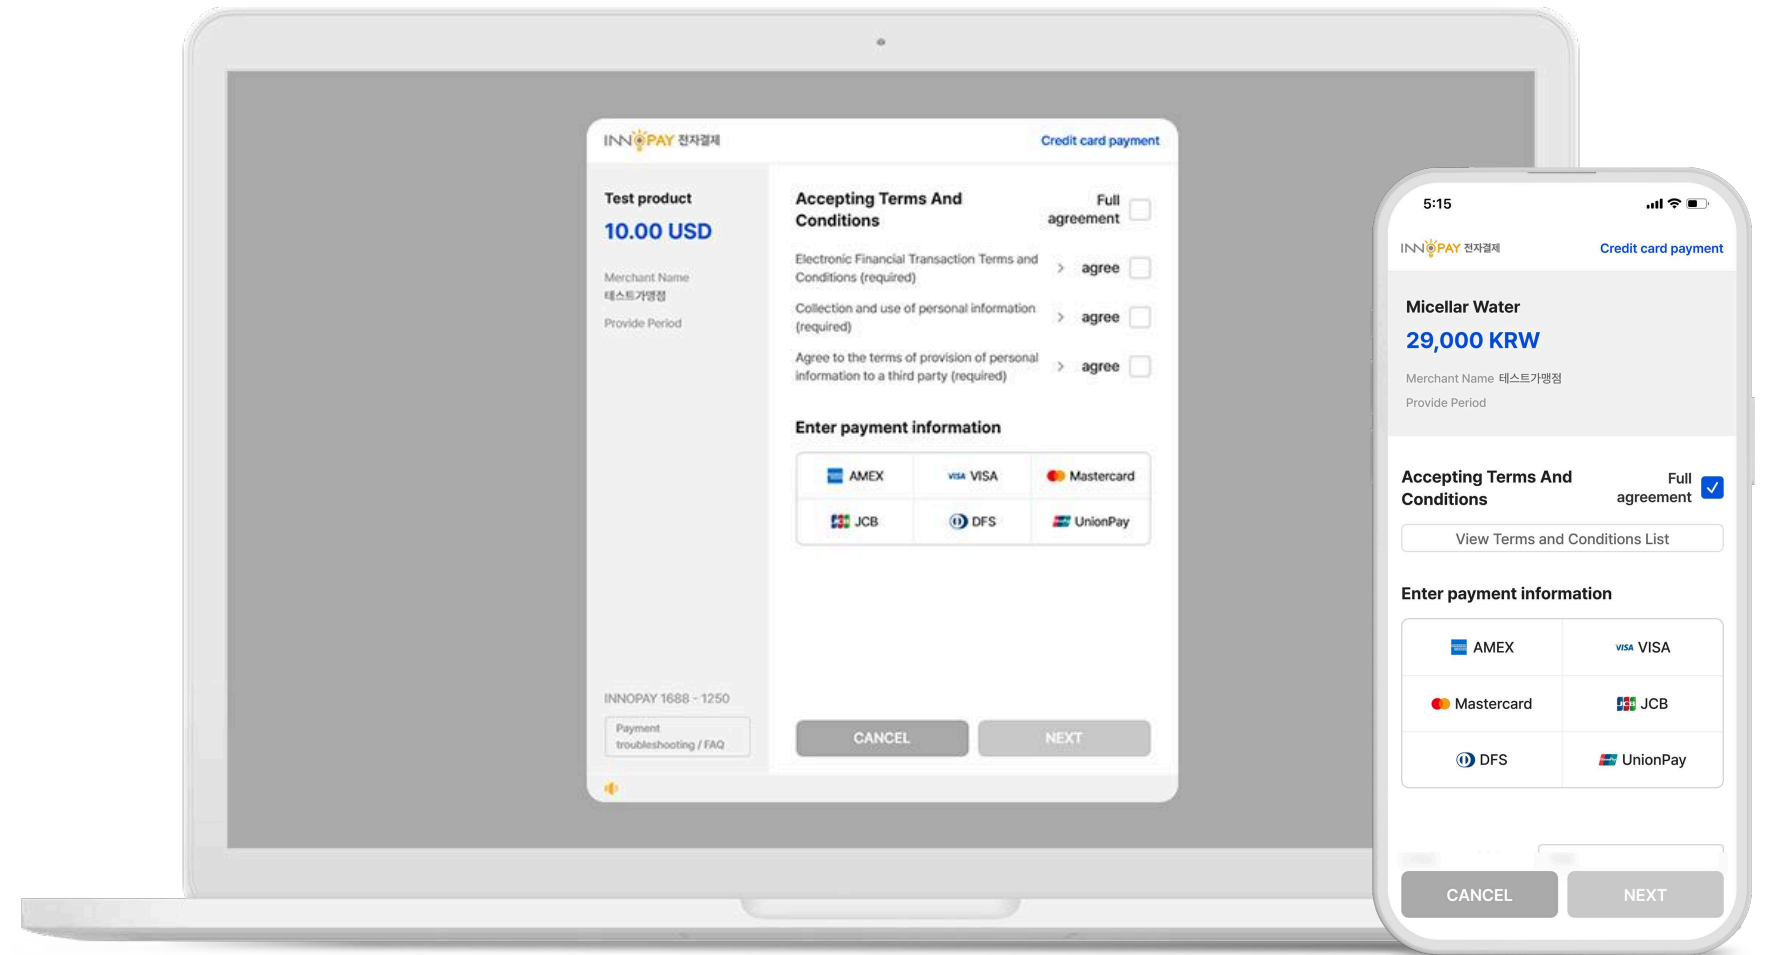 INNOPAY 전자결제
Credit card payment
Test product
10.00 USD
Merchant Name
테스트가맹점
Provide Period
INNOPAY 1688 - 1250
Payment
troubleshooting / FAQ
Accepting Terms And
Conditions
Full
agreement
Electronic Financial Transaction Terms and
Conditions (required)
> agree
Collection and use of personal information
(required)
> agree
Agree to the terms of provision of personal
information to a third party (required)
> agree
Enter payment information
AMEX
VISA VISA
Mastercard
JCB JCB
DFS
UnionPay
CANCEL
NEXT
5:15
INNOPAY 전자결제
Credit card payment
Micellar Water
29,000 KRW
Merchant Name 테스트가맹점
Provide Period
Accepting Terms And
Conditions
Full
agreement
View Terms and Conditions List
Enter payment information
AMEX
VISA VISA
Mastercard
JCB JCB
DFS
UnionPay
CANCEL
NEXT